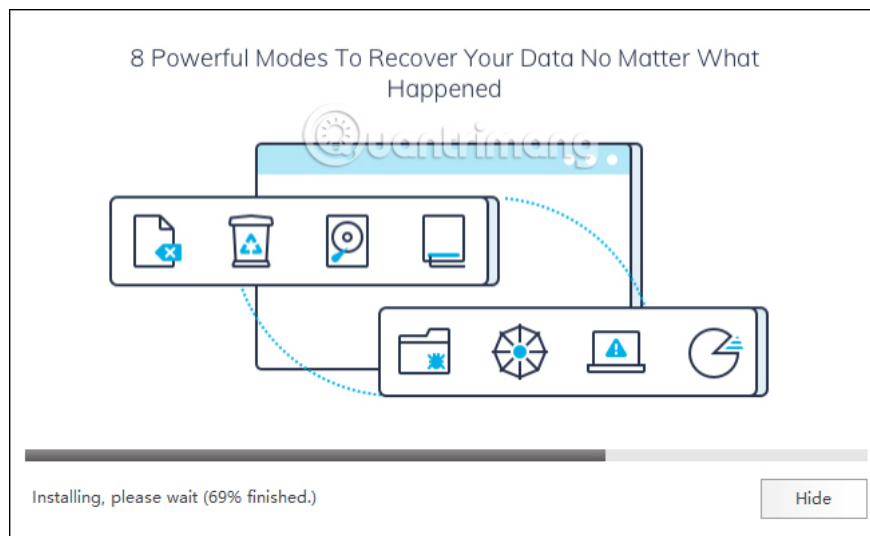 8 Powerful Modes To Recover Your Data No Matter What
Happened
Quantrimang
Installing, please wait (69% finished.)
Hide